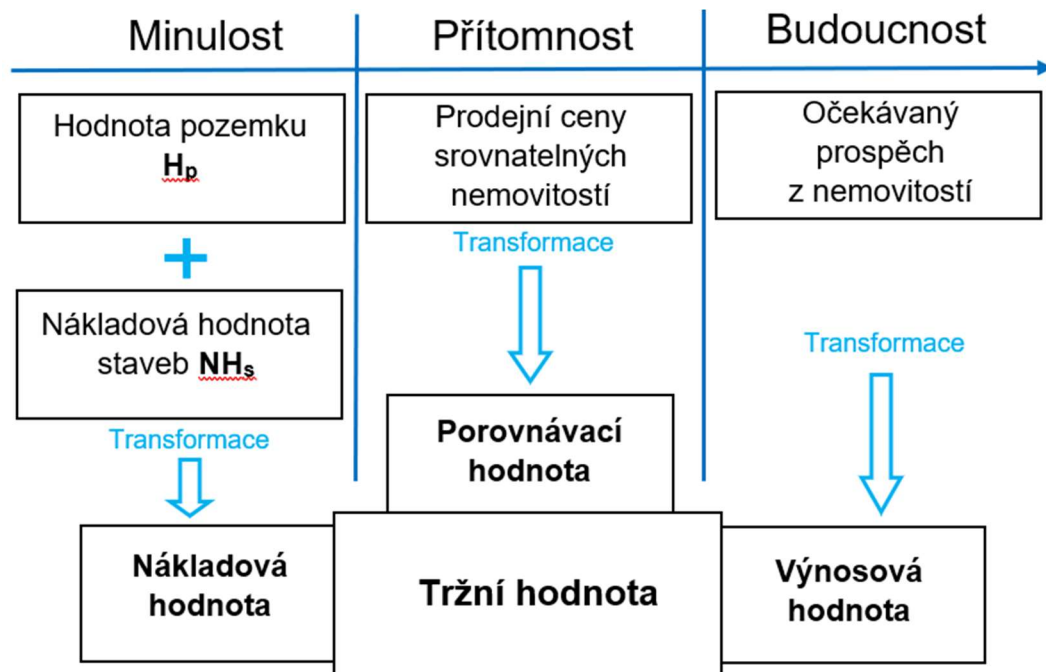 Minulost
Přítomnost
Budoucnost
Hodnota pozemku
Hp
+
Nákladová hodnota
staveb NHs
Transformace
Nákladová
hodnota
Prodejní ceny
srovnatelných
nemovitostí
Transformace
Porovnávací
hodnota
Tržní hodnota
Očekávaný
prospěch
z nemovitostí
Transformace
Výnosová
hodnota